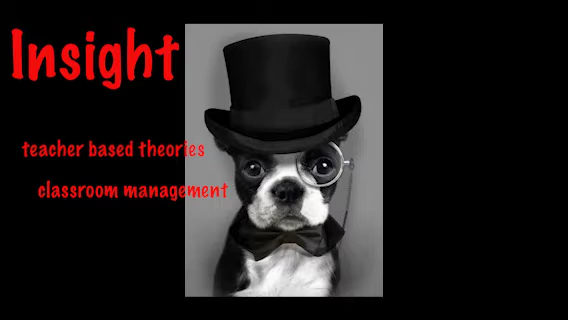 Insight
teacher based theories
classroom management